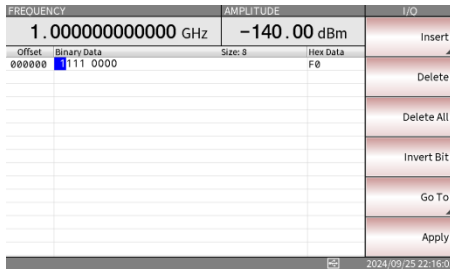 FREQUENCY
AMPLITUDE
I/O
1.000000000000 GHz
-140.00 dBm
Offset
Binary Data
Size: 8
Hex Data
000000
1111 0000
F0
Insert
Delete
Delete All
Invert Bit
Go To
Apply
2024/09/25 22:16:0